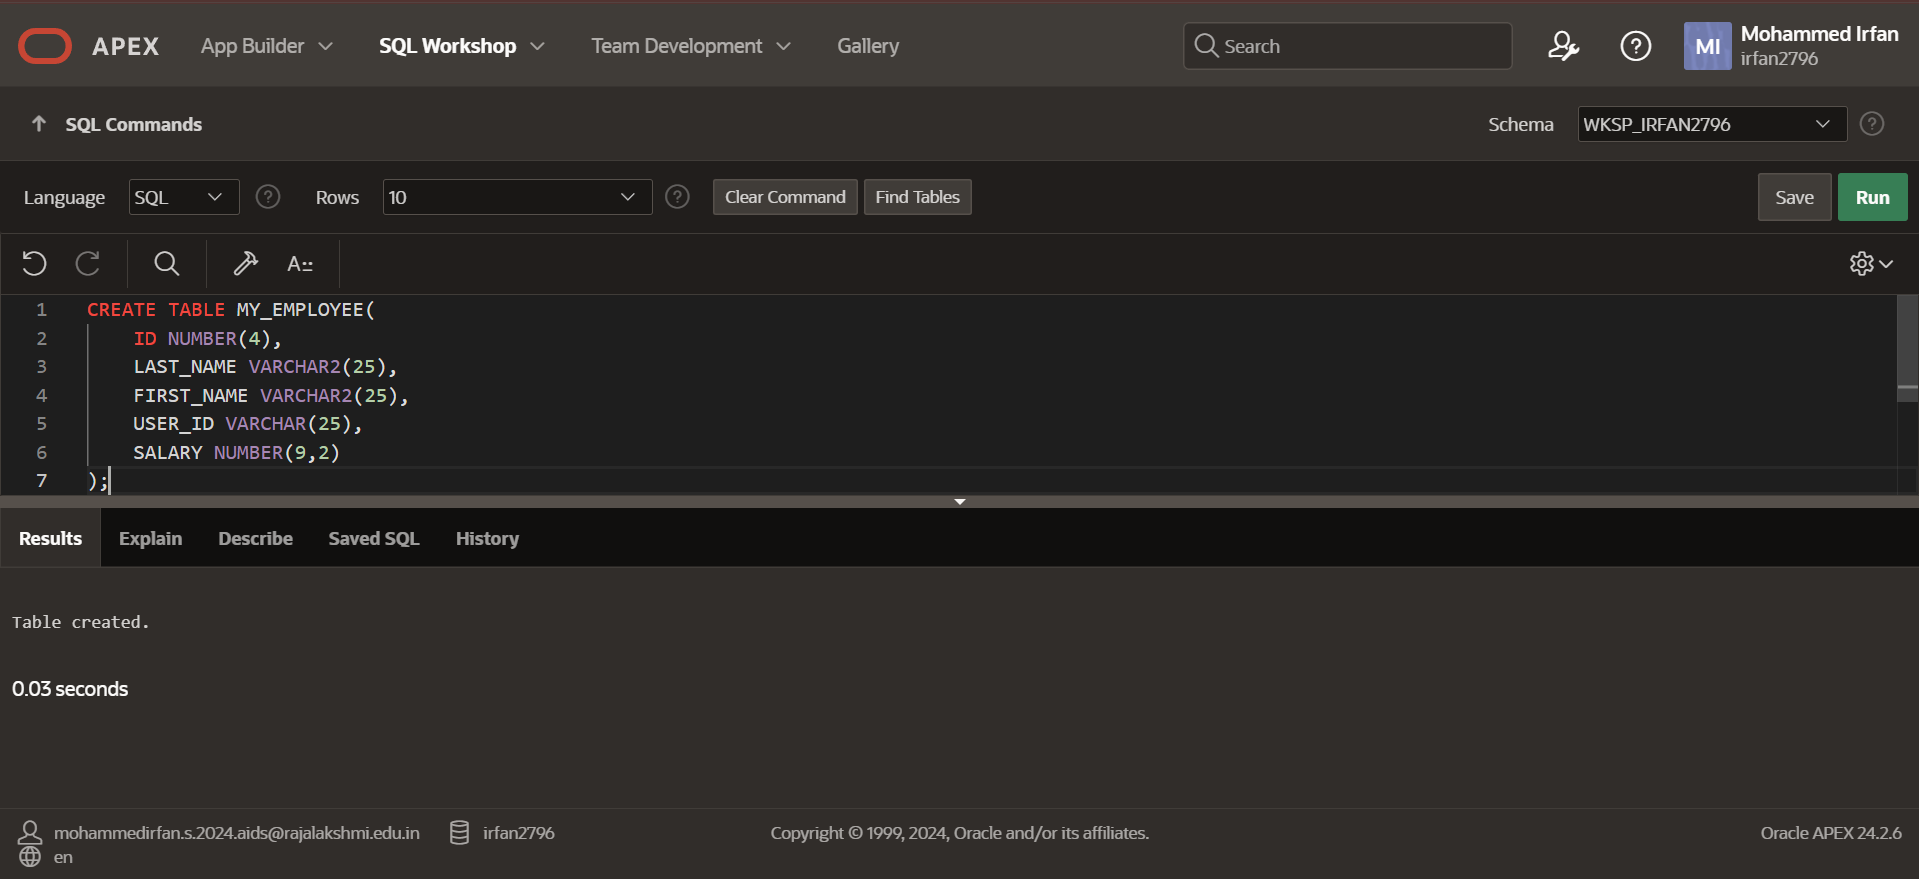 APEX App Builder SQL Workshop Team Development Gallery Search MI Mohammed Irfan
irfan2796
SQL Commands Schema WKSP_IRFAN2796
Language SQL Rows 10 Clear Command Find Tables Save Run
A::
1 CREATE TABLE MY_EMPLOYEE(
2 ID NUMBER(4),
3 LAST_NAME VARCHAR2(25),
4 FIRST_NAME VARCHAR2(25),
5 USER_ID VARCHAR(25),
6 SALARY NUMBER(9,2)
7 );
Results Explain Describe Saved SQL History
Table created.
0.03 seconds
mohammedirfan.s.2024.aids@rajalakshmi.edu.in irfan2796 Copyright © 1999, 2024, Oracle and/or its affiliates. Oracle APEX 24.2.6
en